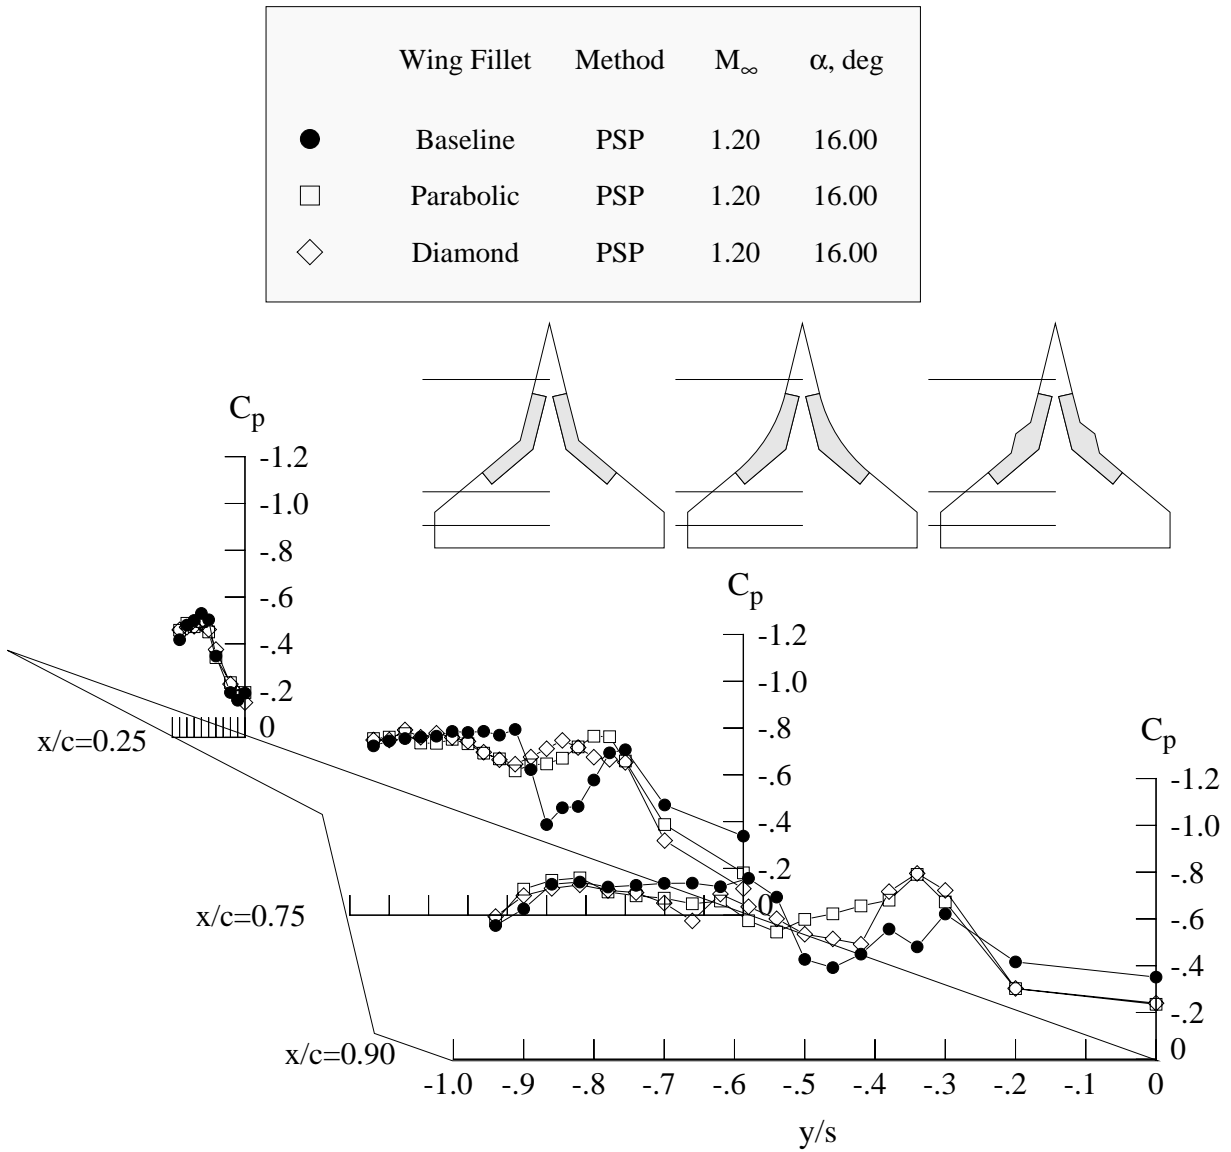 Wing Fillet Method M∞ α, deg
Baseline PSP 1.20 16.00
Parabolic PSP 1.20 16.00
Diamond PSP 1.20 16.00
Cp
-1.2
-1.0
-.8
-.6
-.4
-.2
0
x/c=0.25
Cp
-1.2
-1.0
-.8
-.6
-.4
-.2
0
x/c=0.75
Cp
-1.2
-1.0
-.8
-.6
-.4
-.2
0
x/c=0.90
-1.0 -.9 -.8 -.7 -.6 -.5 -.4 -.3 -.2 -.1 0
y/s